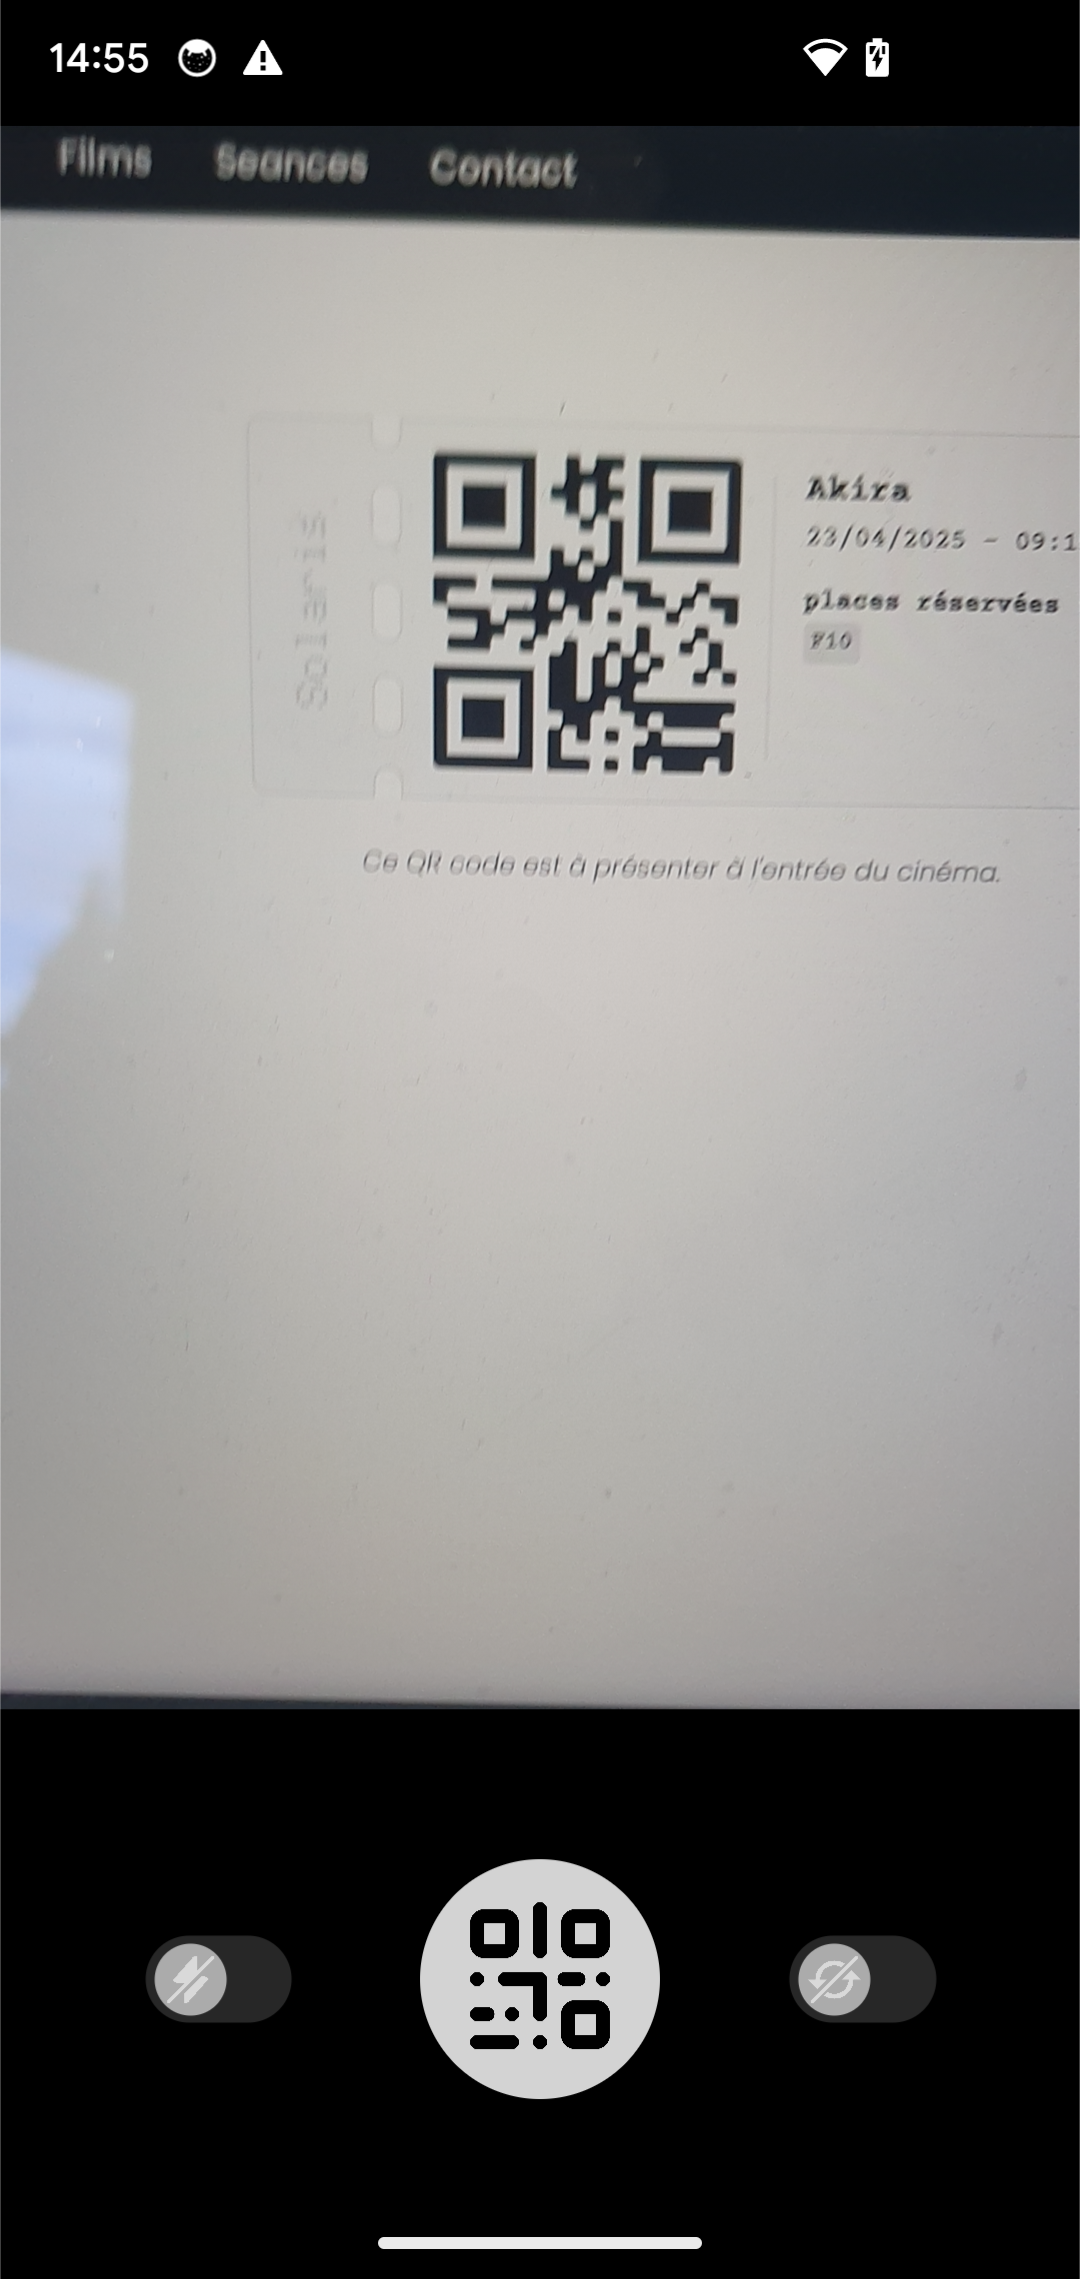 14:55
Films Seances Contact
Solaris
Akira
23/04/2025 - 09:1
places réservées
F10
Ce QR code est à présenter à l'entrée du cinéma.